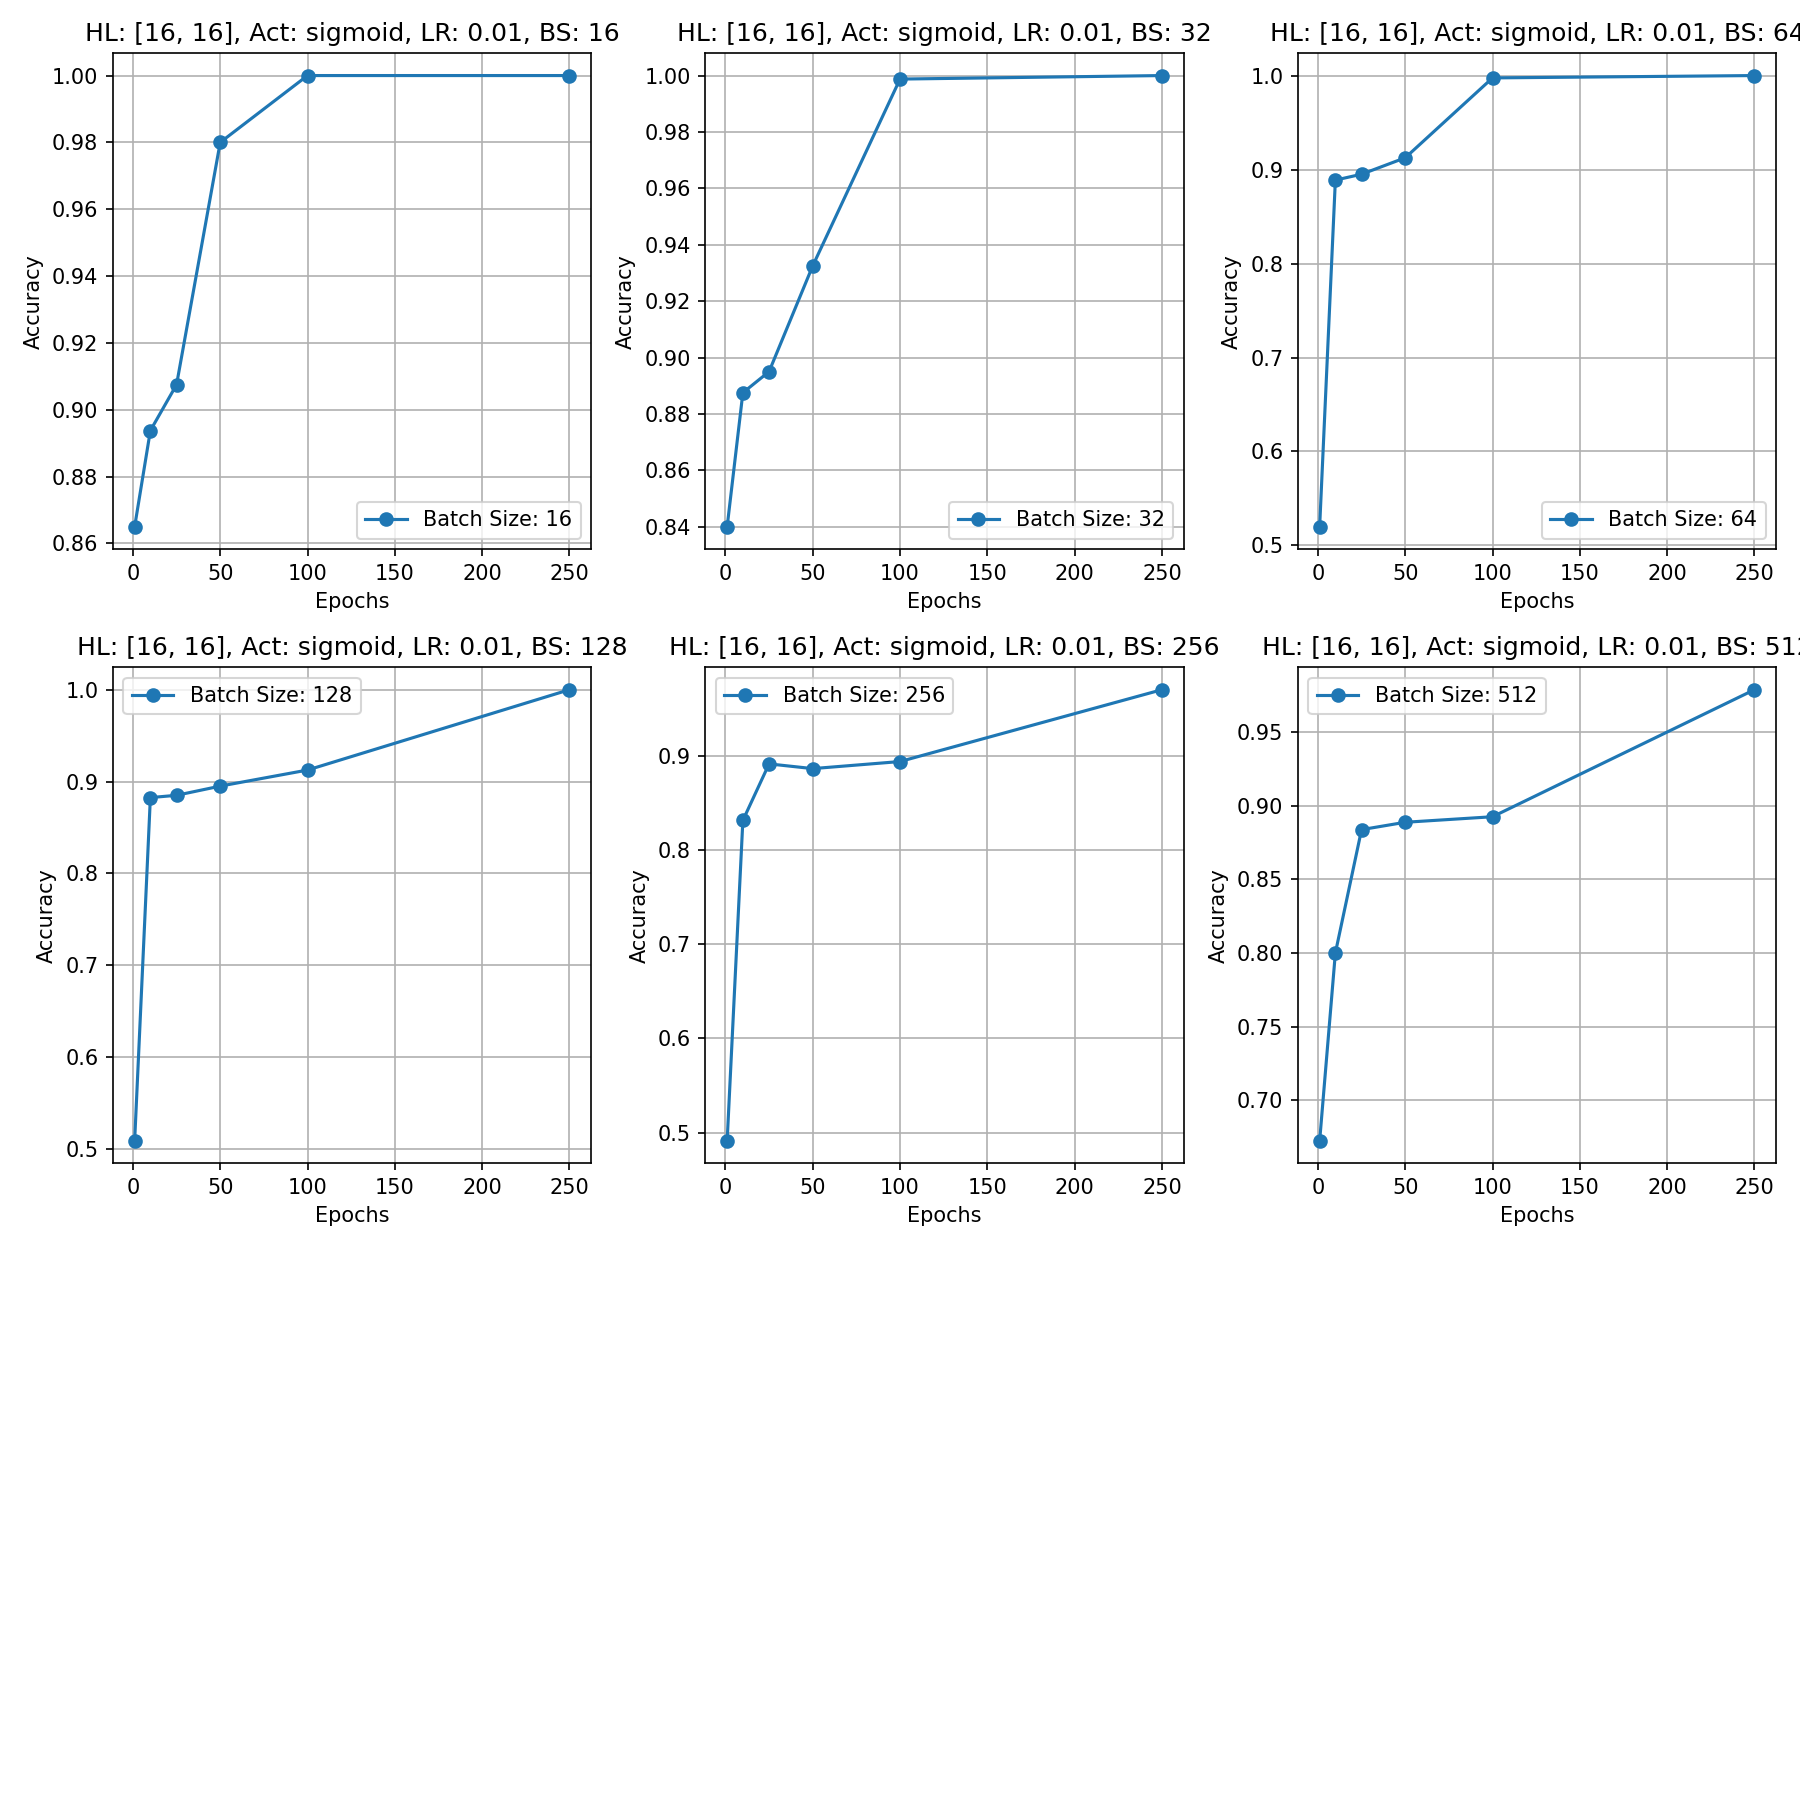 HL: [16, 16], Act: sigmoid, LR: 0.01, BS: 16
1.00
0.98
0.96
0.94
0.92
0.90
0.88
0.86
Accuracy
Batch Size: 16
0 50 100 150 200 250
Epochs
HL: [16, 16], Act: sigmoid, LR: 0.01, BS: 32
1.00
0.98
0.96
0.94
0.92
0.90
0.88
0.86
0.84
Accuracy
Batch Size: 32
0 50 100 150 200 250
Epochs
HL: [16, 16], Act: sigmoid, LR: 0.01, BS: 64
1.0
0.9
0.8
0.7
0.6
0.5
Accuracy
Batch Size: 64
0 50 100 150 200 250
Epochs
HL: [16, 16], Act: sigmoid, LR: 0.01, BS: 128
Batch Size: 128
1.0
0.9
0.8
0.7
0.6
0.5
Accuracy
0 50 100 150 200 250
Epochs
HL: [16, 16], Act: sigmoid, LR: 0.01, BS: 256
Batch Size: 256
0.9
0.8
0.7
0.6
0.5
Accuracy
0 50 100 150 200 250
Epochs
HL: [16, 16], Act: sigmoid, LR: 0.01, BS: 512
Batch Size: 512
0.95
0.90
0.85
0.80
0.75
0.70
Accuracy
0 50 100 150 200 250
Epochs